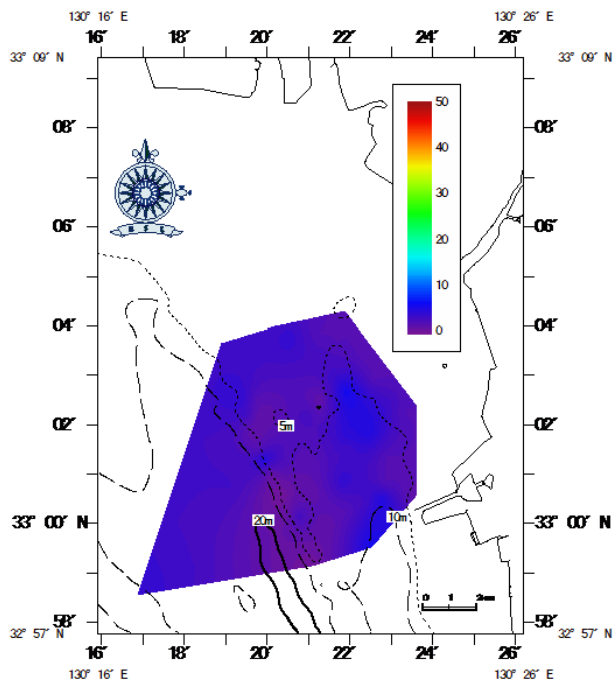 130° 16′ E 130° 26′ E
16′ 18′ 20′ 22′ 24′ 26′
33° 09′ N 33° 09′ N
08′ 08′
06′ 06′
04′ 04′
02′ 02′
33° 00′ N 33° 00′ N
58′ 58′
32° 57′ N 32° 57′ N
50
40
30
20
10
0
5m
20m
10m
0 1 2km
16′ 18′ 20′ 22′ 24′ 26′
130° 16′ E 130° 26′ E